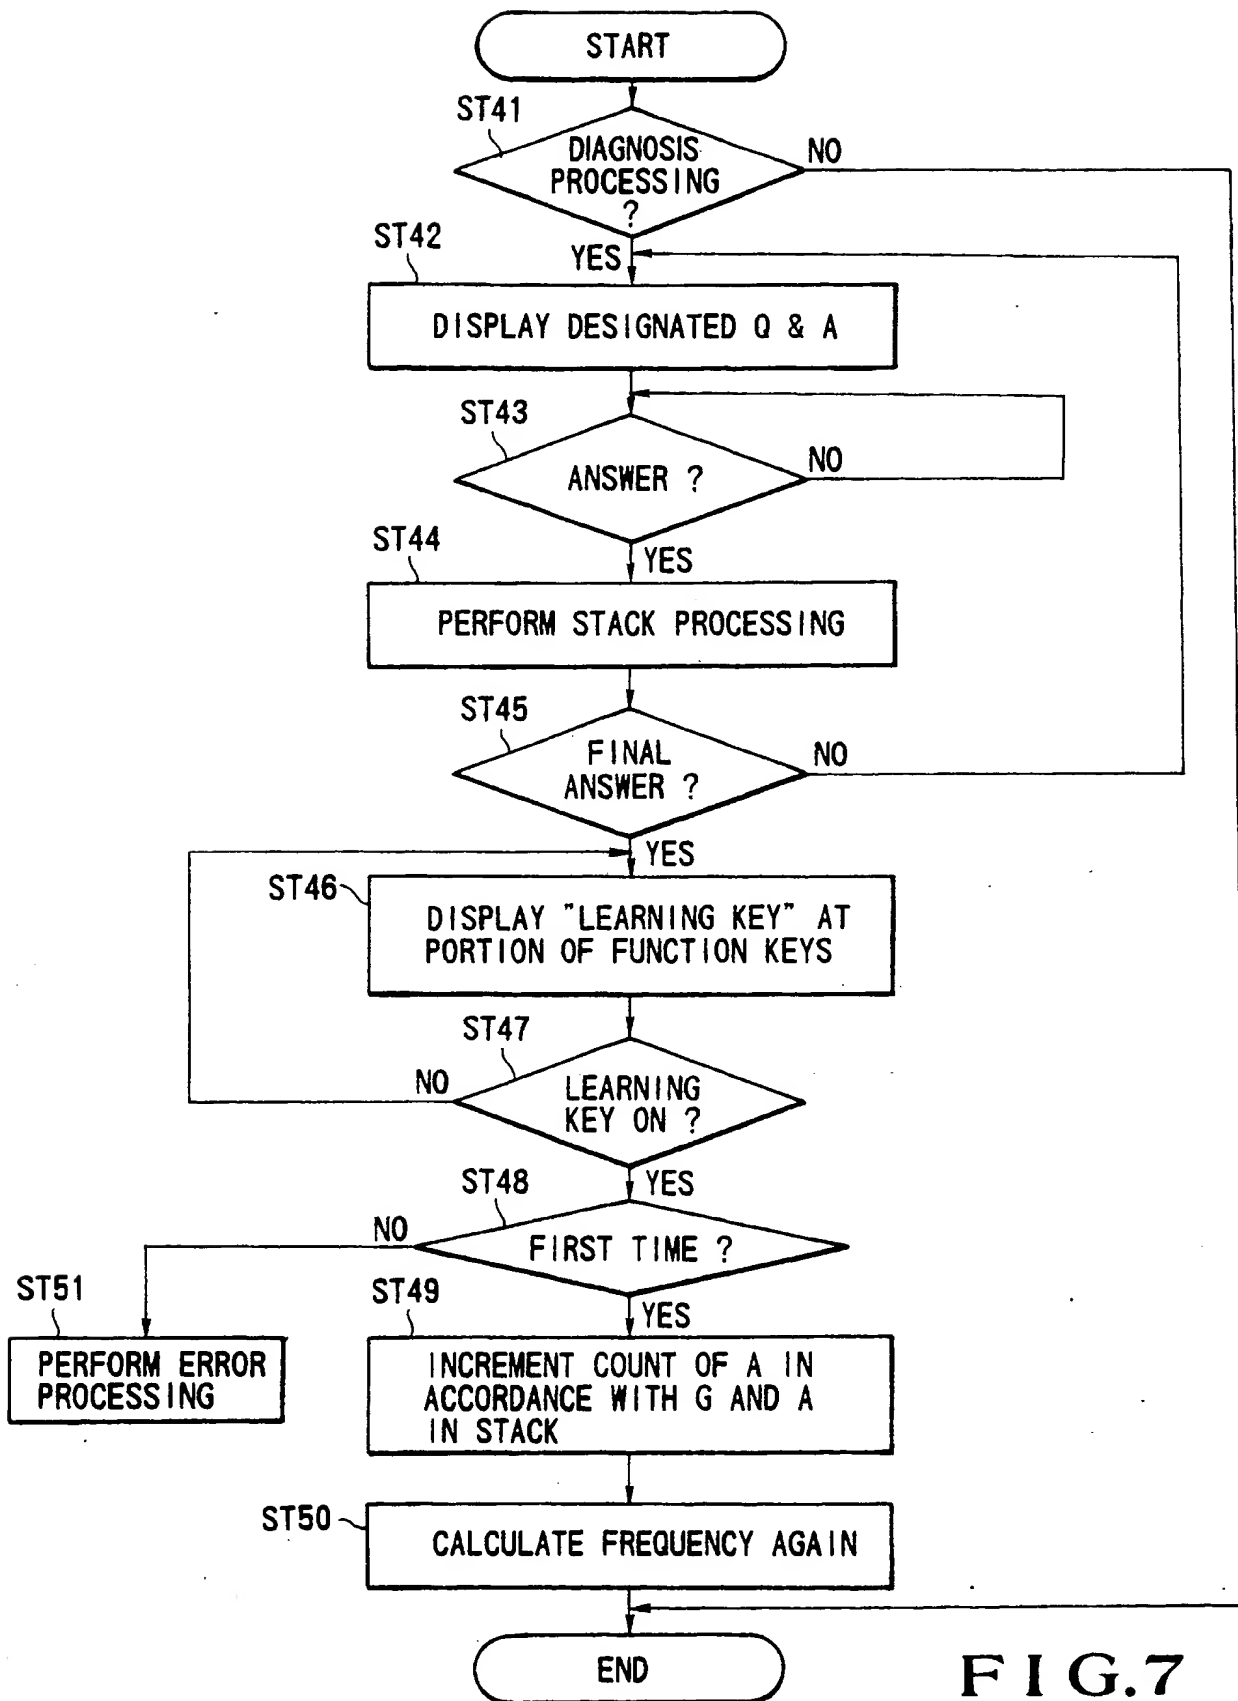 START
ST41
DIAGNOSIS
PROCESSING
?
NO
ST42
YES
DISPLAY DESIGNATED Q & A
ST43
ANSWER ?
NO
ST44
YES
PERFORM STACK PROCESSING
ST45
FINAL
ANSWER ?
NO
YES
ST46
DISPLAY "LEARNING KEY" AT
PORTION OF FUNCTION KEYS
ST47
NO
LEARNING
KEY ON ?
YES
ST48
NO
FIRST TIME ?
ST51
ST49
YES
PERFORM ERROR
PROCESSING
INCREMENT COUNT OF A IN
ACCORDANCE WITH G AND A
IN STACK
ST50
CALCULATE FREQUENCY AGAIN
END
FIG.7